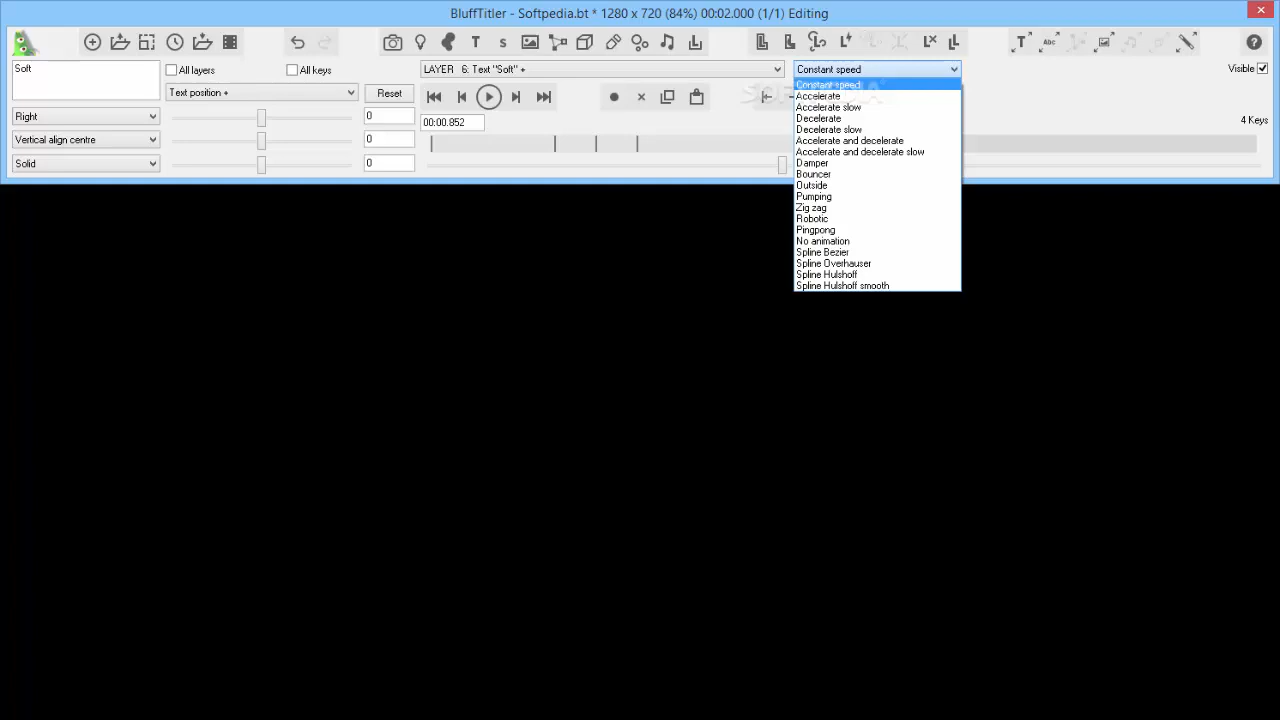 BluffTitler - Softpedia.bt * 1280 x 720 (84%) 00:02.000 (1/1) Editing
Soft
All layers
All keys
LAYER 6: Text "Soft" +
Constant speed
Visible
Text position +
Reset
Right
0
00:00.852
4 Keys
Vertical align centre
0
Solid
0
Constant speed
Accelerate
Accelerate slow
Decelerate
Decelerate slow
Accelerate and decelerate
Accelerate and decelerate slow
Damper
Bouncer
Outside
Pumping
Zig zag
Robotic
Pingpong
No animation
Spline Bezier
Spline Overhauser
Spline Hulshoff
Spline Hulshoff smooth